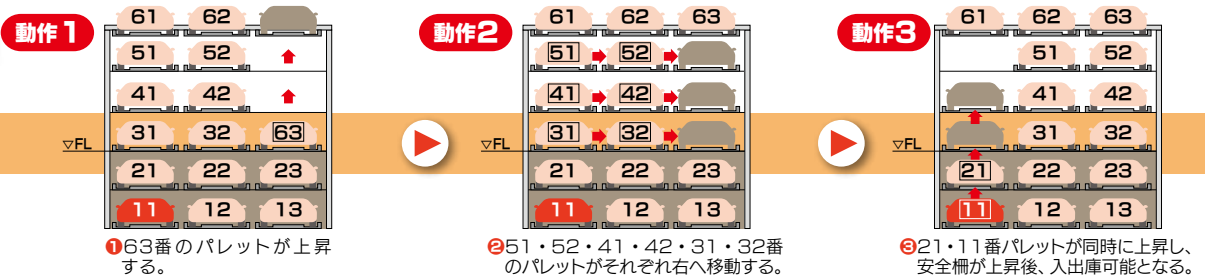 動作1
61 62
51 52
41 42
31 32 63
▽FL
21 22 23
11 12 13
❶63番のパレットが上昇
する。
動作2
61 62 63
51 52
41 42
31 32
▽FL
21 22 23
11 12 13
❷51・52・41・42・31・32番
のパレットがそれぞれ右へ移動する。
動作3
61 62 63
51 52
41 42
31 32
▽FL
21 22 23
11 12 13
❸21・11番パレットが同時に上昇し、
安全柵が上昇後、入出庫可能となる。